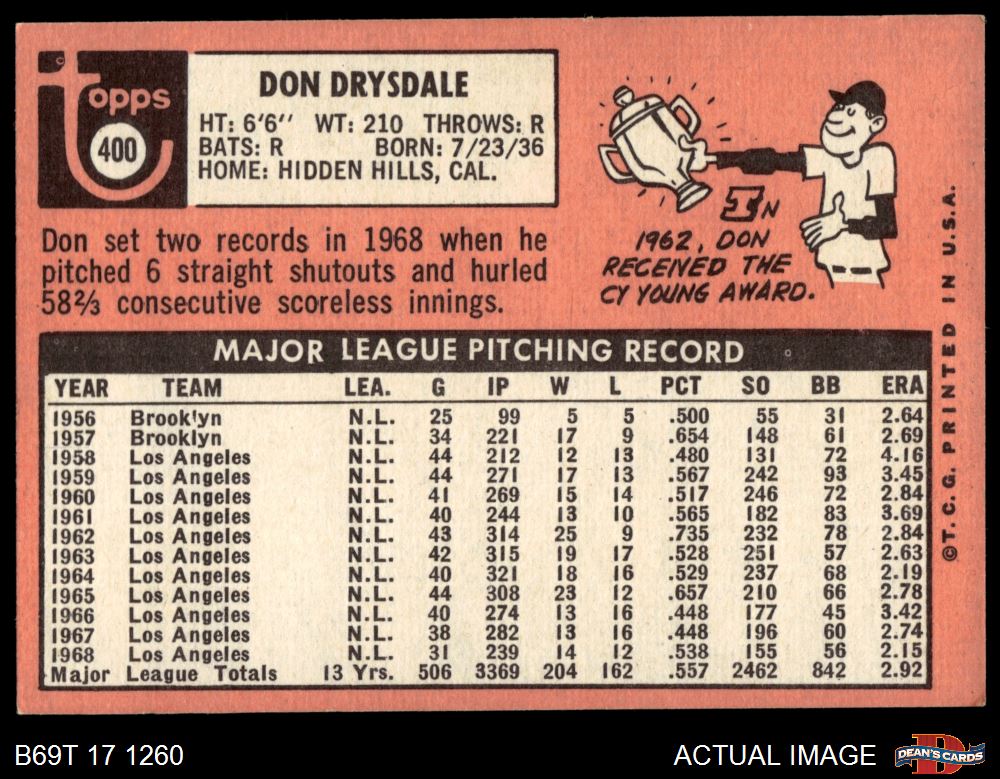 ©
Topps
400
DON DRYSDALE
HT: 6'6" WT: 210 THROWS: R
BATS: R BORN: 7/23/36
HOME: HIDDEN HILLS, CAL.
Don set two records in 1968 when he
pitched 6 straight shutouts and hurled
58⅔ consecutive scoreless innings.
IN
1962, DON
RECEIVED THE
CY YOUNG AWARD.
MAJOR LEAGUE PITCHING RECORD
YEAR TEAM LEA. G IP W L PCT SO BB ERA
1956 Brooklyn N.L. 25 99 5 5 .500 55 31 2.64
1957 Brooklyn N.L. 34 221 17 9 .654 148 61 2.69
1958 Los Angeles N.L. 44 212 12 13 .480 131 72 4.16
1959 Los Angeles N.L. 44 271 17 13 .567 242 93 3.45
1960 Los Angeles N.L. 41 269 15 14 .517 246 72 2.84
1961 Los Angeles N.L. 40 244 13 10 .565 182 83 3.69
1962 Los Angeles N.L. 43 314 25 9 .735 232 78 2.84
1963 Los Angeles N.L. 42 315 19 17 .528 251 57 2.63
1964 Los Angeles N.L. 40 321 18 16 .529 237 68 2.19
1965 Los Angeles N.L. 44 308 23 12 .657 210 66 2.78
1966 Los Angeles N.L. 40 274 13 16 .448 177 45 3.42
1967 Los Angeles N.L. 38 282 13 16 .448 196 60 2.74
1968 Los Angeles N.L. 31 239 14 12 .538 155 56 2.15
Major League Totals 13 Yrs. 506 3369 204 162 .557 2462 842 2.92
©T.C.G. PRINTED IN U.S.A.
B69T 17 1260
ACTUAL IMAGE
DEAN'S CARDS